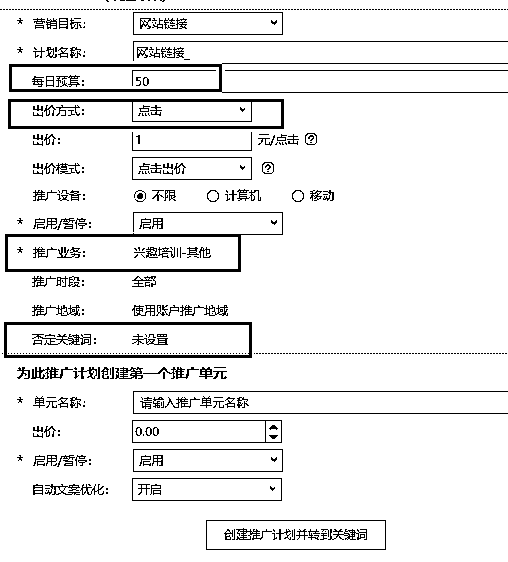 * 营销目标: 网站链接
* 计划名称: 网站链接_
每日预算: 50
出价方式: 点击
出价: 1 元/点击 ?
出价模式: 点击出价 ?
推广设备: 不限 计算机 移动
* 启用/暂停: 启用
* 推广业务: 兴趣培训-其他
推广时段: 全部
推广地域: 使用账户推广地域
否定关键词: 未设置
为此推广计划创建第一个推广单元
* 单元名称: 请输入推广单元名称
出价: 0.00
* 启用/暂停: 启用
自动文案优化: 开启
创建推广计划并转到关键词